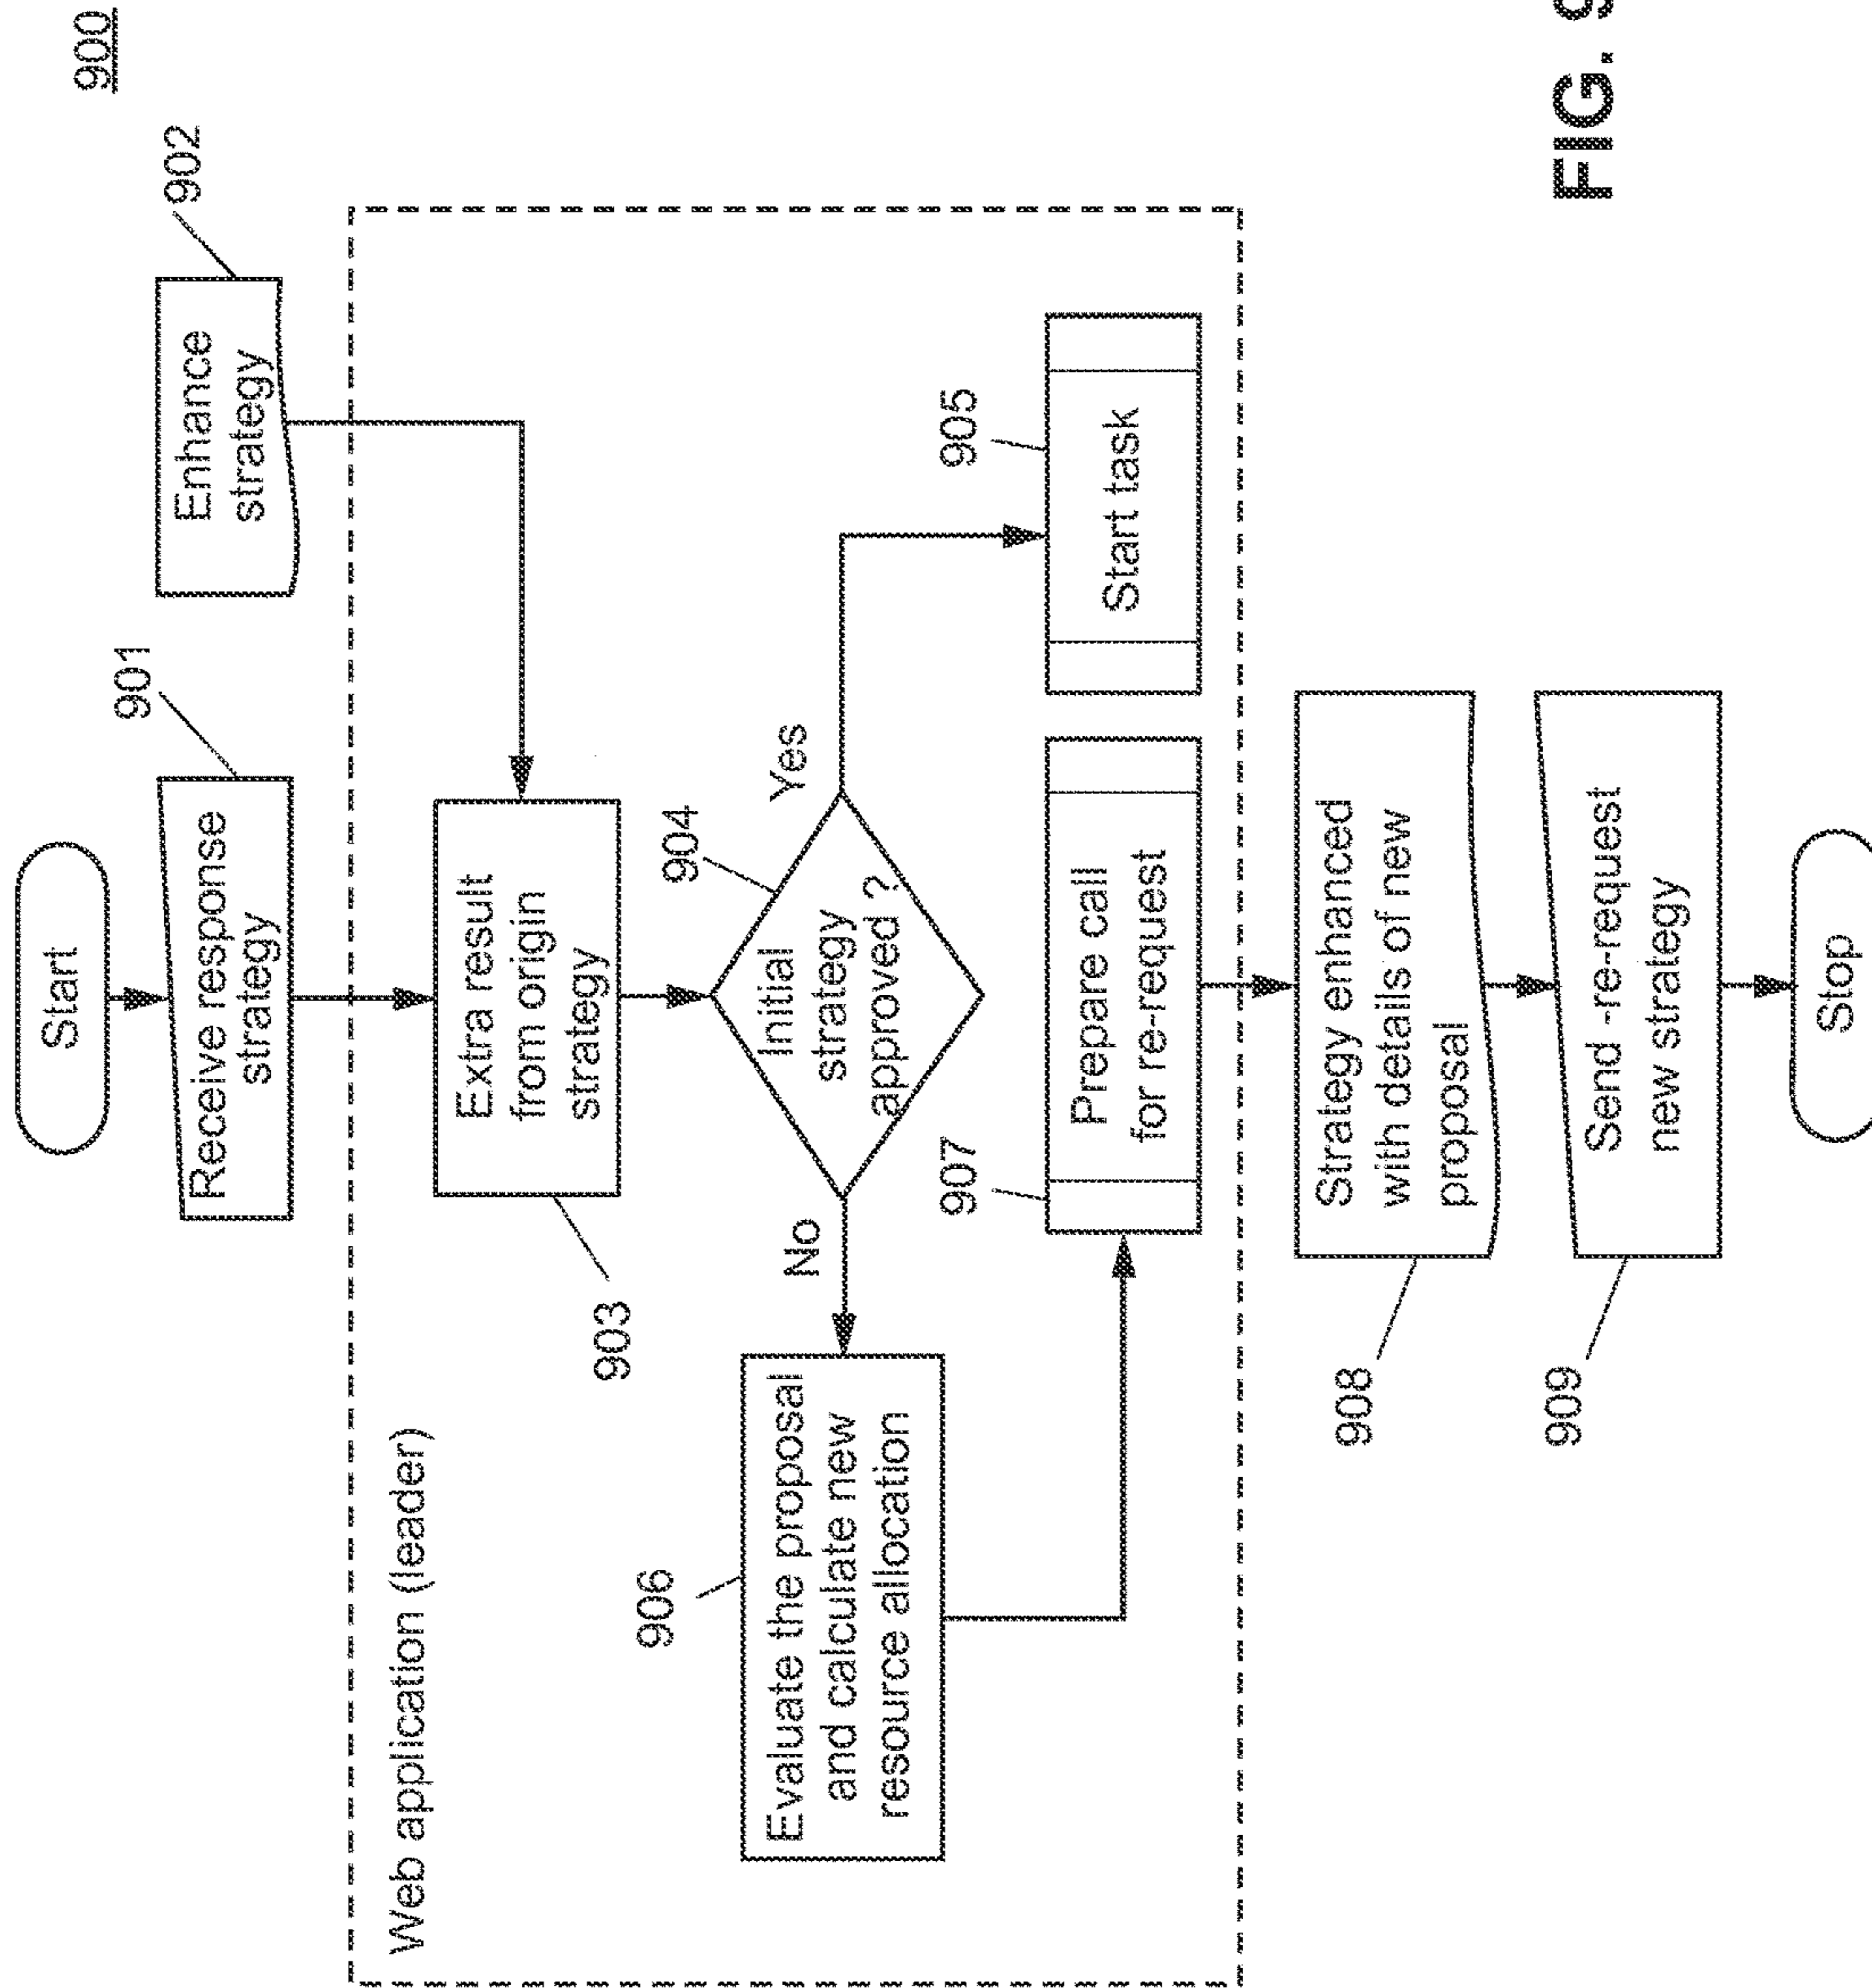 900
Start
901
Receive response
strategy
902
Enhance
strategy
Web application (leader)
903
Extra result
from origin
strategy
904
Initial
strategy
approved ?
No
Yes
906
Evaluate the proposal
and calculate new
resource allocation
907
Prepare call
for re-request
905
Start task
908
Strategy enhanced
with details of new
proposal
909
Send -re-request
new strategy
Stop
FIG. 9